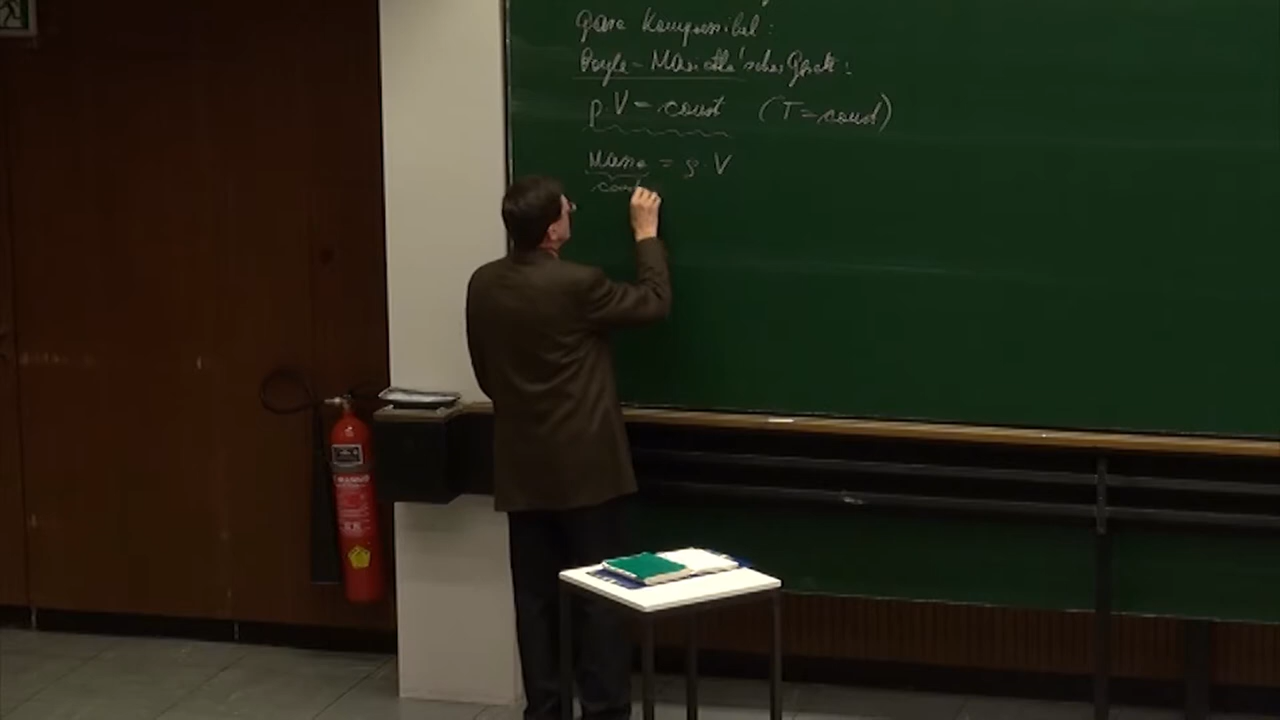 Gase Kompressibel:
Boyle-Mariotte'sches Gesetz:
p·V = const (T = const)
Masse = ρ·V
const